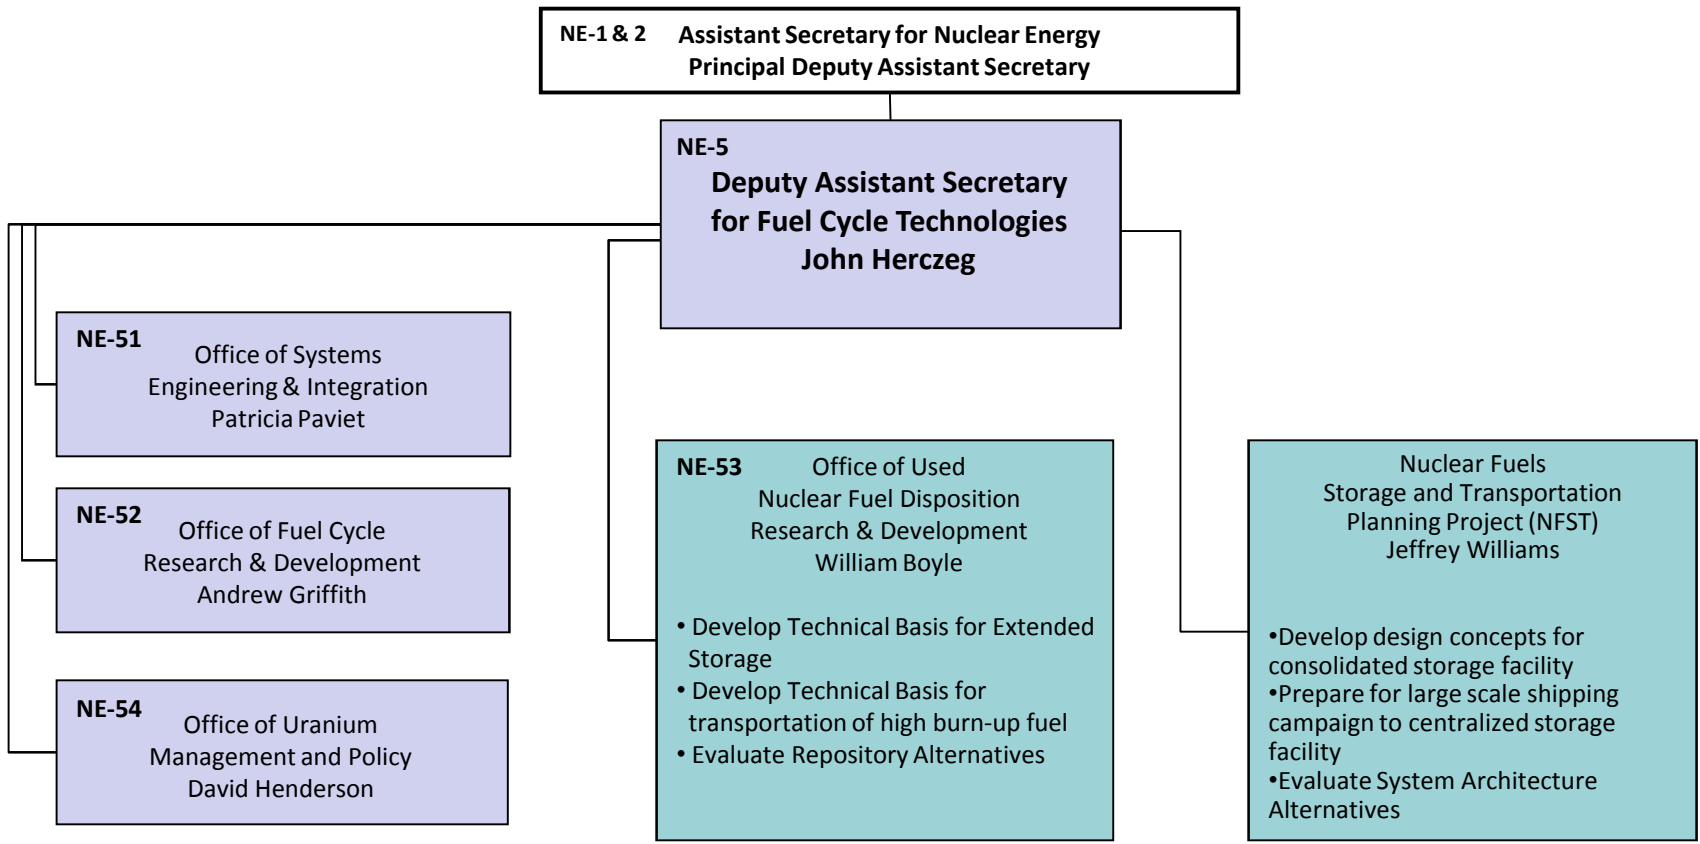 NE-1 & 2 Assistant Secretary for Nuclear Energy
Principal Deputy Assistant Secretary
NE-5
Deputy Assistant Secretary
for Fuel Cycle Technologies
John Herczeg
NE-51
Office of Systems
Engineering & Integration
Patricia Paviet
NE-52
Office of Fuel Cycle
Research & Development
Andrew Griffith
NE-54
Office of Uranium
Management and Policy
David Henderson
NE-53 Office of Used
Nuclear Fuel Disposition
Research & Development
William Boyle
• Develop Technical Basis for Extended
Storage
• Develop Technical Basis for
transportation of high burn-up fuel
• Evaluate Repository Alternatives
Nuclear Fuels
Storage and Transportation
Planning Project (NFST)
Jeffrey Williams
•Develop design concepts for
consolidated storage facility
•Prepare for large scale shipping
campaign to centralized storage
facility
•Evaluate System Architecture
Alternatives